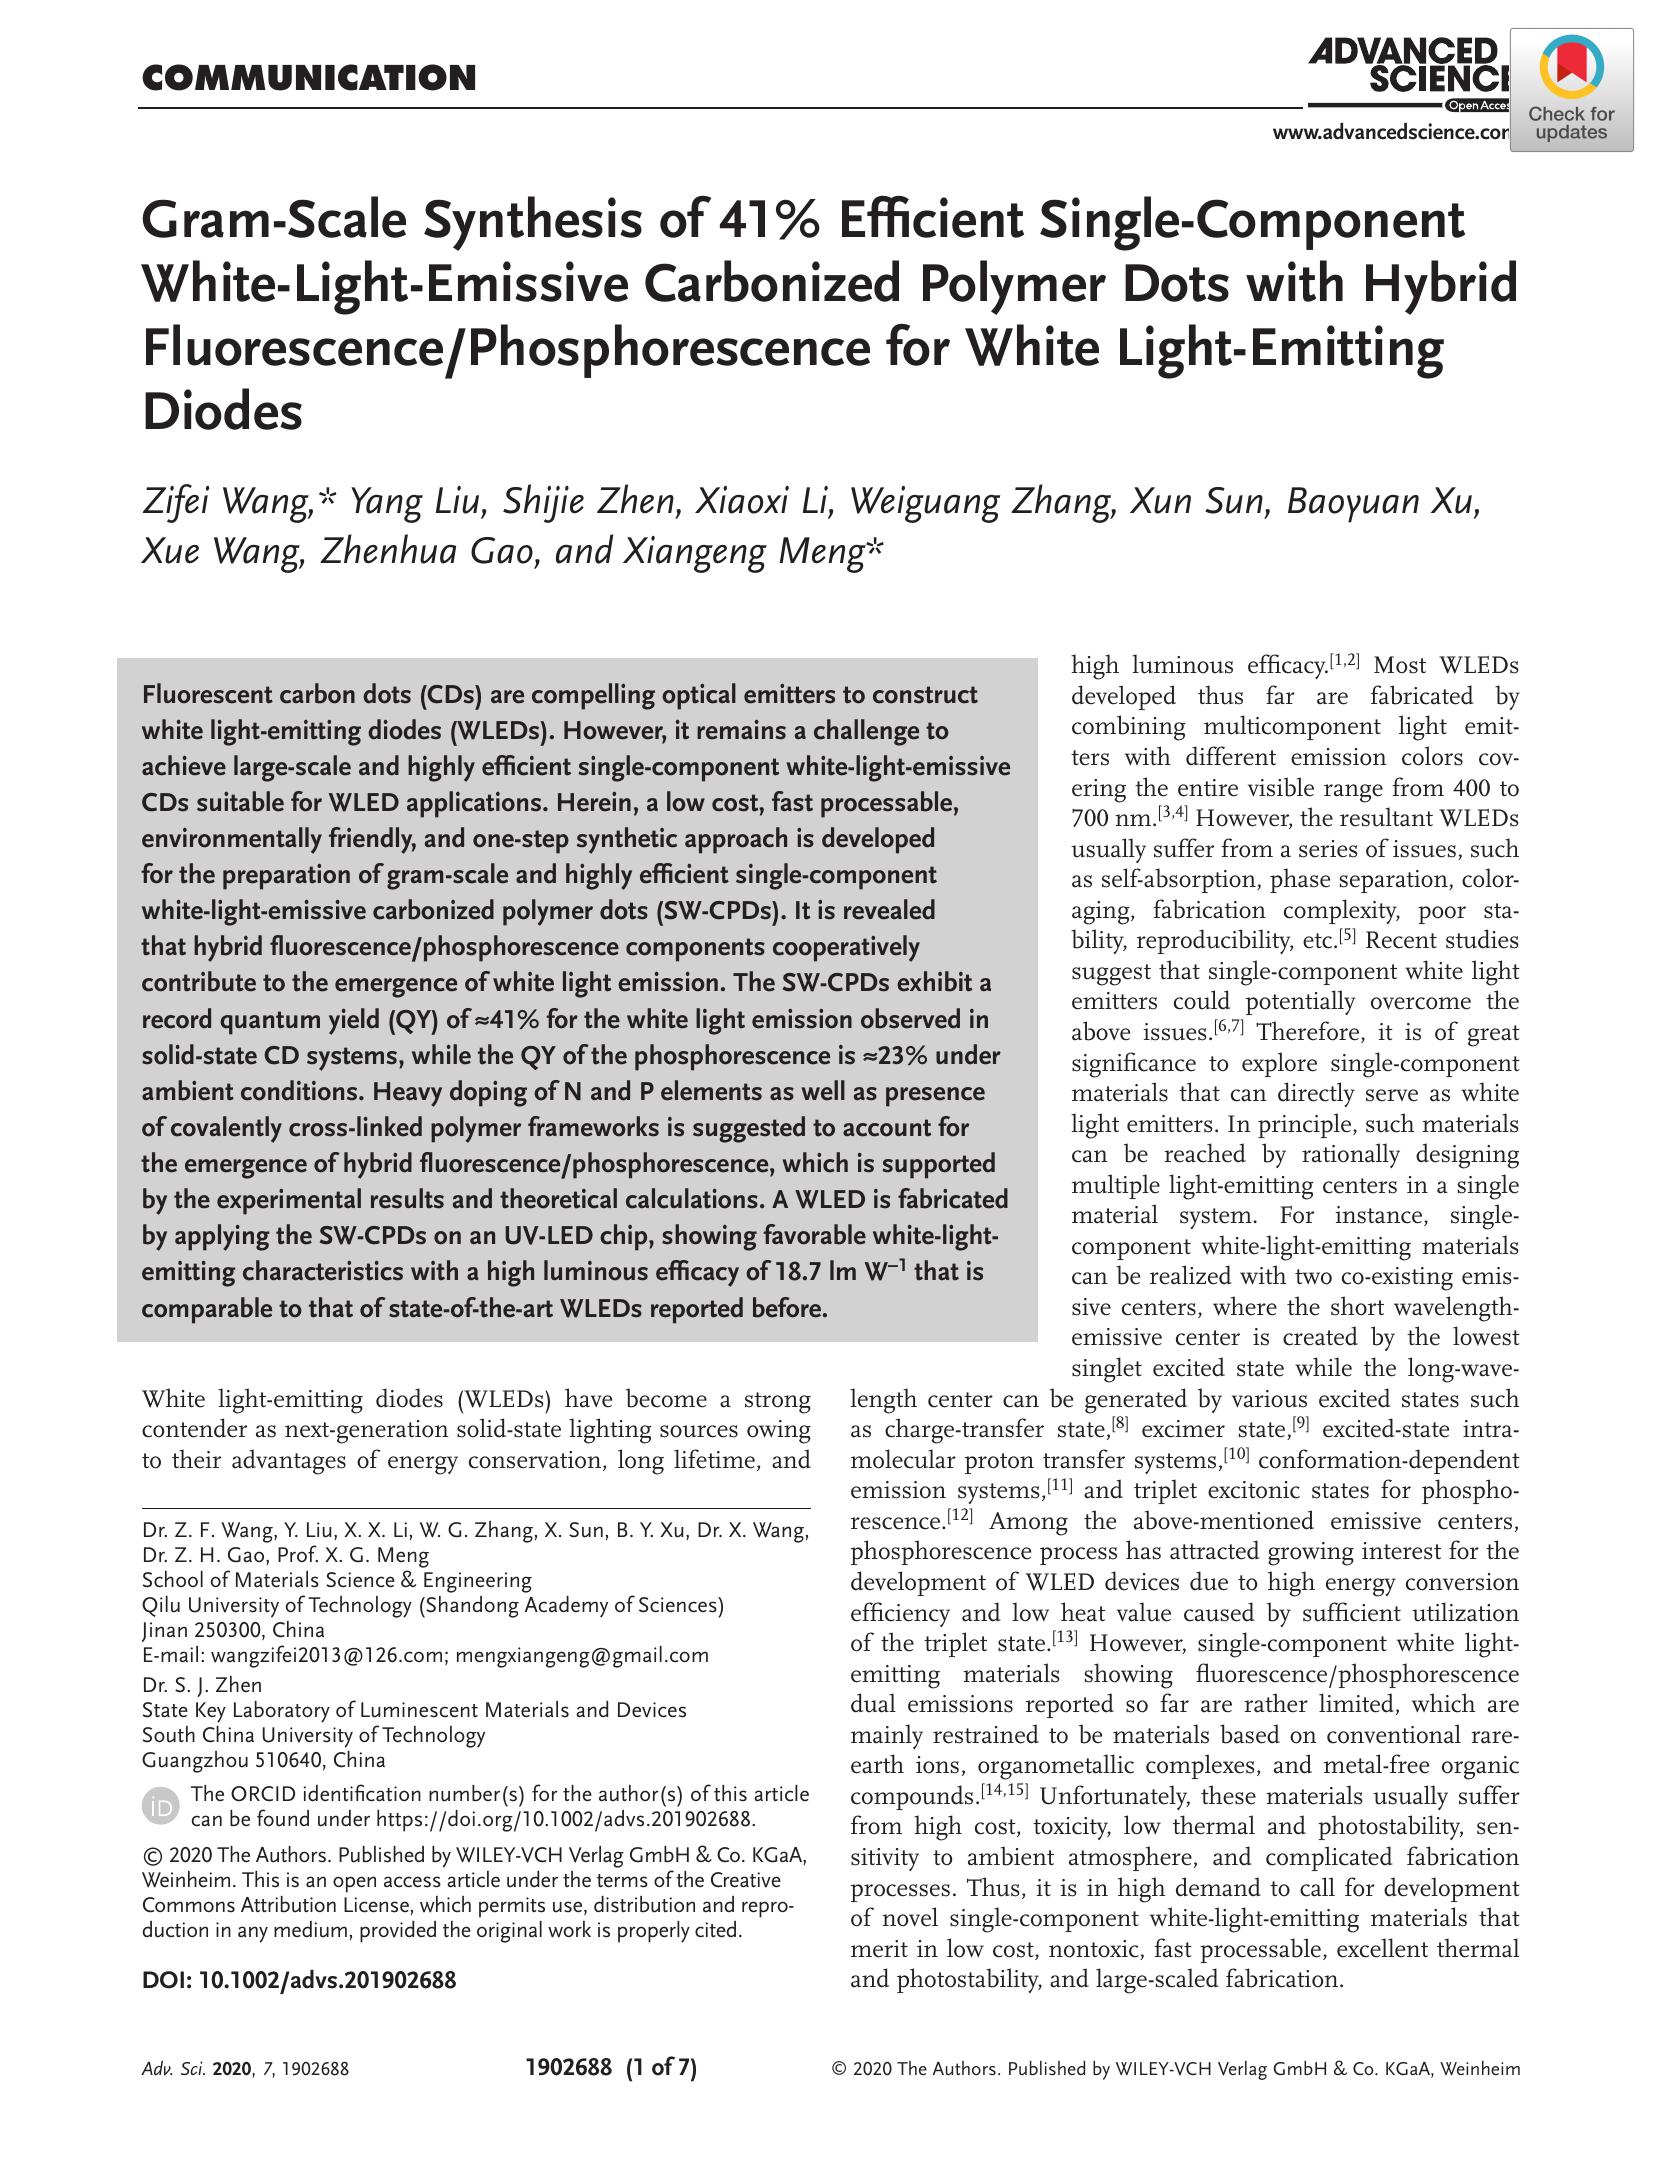 COMMUNICATION
ADVANCED
SCIENCE
Open Access
www.advancedscience.com
Check for
updates
Gram-Scale Synthesis of 41% Efficient Single-Component
White-Light-Emissive Carbonized Polymer Dots with Hybrid
Fluorescence/Phosphorescence for White Light-Emitting
Diodes
Zifei Wang,* Yang Liu, Shijie Zhen, Xiaoxi Li, Weiguang Zhang, Xun Sun, Baoyuan Xu,
Xue Wang, Zhenhua Gao, and Xiangeng Meng*
Fluorescent carbon dots (CDs) are compelling optical emitters to construct
white light-emitting diodes (WLEDs). However, it remains a challenge to
achieve large-scale and highly efficient single-component white-light-emissive
CDs suitable for WLED applications. Herein, a low cost, fast processable,
environmentally friendly, and one-step synthetic approach is developed
for the preparation of gram-scale and highly efficient single-component
white-light-emissive carbonized polymer dots (SW-CPDs). It is revealed
that hybrid fluorescence/phosphorescence components cooperatively
contribute to the emergence of white light emission. The SW-CPDs exhibit a
record quantum yield (QY) of ≈41% for the white light emission observed in
solid-state CD systems, while the QY of the phosphorescence is ≈23% under
ambient conditions. Heavy doping of N and P elements as well as presence
of covalently cross-linked polymer frameworks is suggested to account for
the emergence of hybrid fluorescence/phosphorescence, which is supported
by the experimental results and theoretical calculations. A WLED is fabricated
by applying the SW-CPDs on an UV-LED chip, showing favorable white-light-
emitting characteristics with a high luminous efficacy of 18.7 lm W−1 that is
comparable to that of state-of-the-art WLEDs reported before.
White light-emitting diodes (WLEDs) have become a strong
contender as next-generation solid-state lighting sources owing
to their advantages of energy conservation, long lifetime, and
high luminous efficacy.[1,2] Most WLEDs
developed thus far are fabricated by
combining multicomponent light emit-
ters with different emission colors cov-
ering the entire visible range from 400 to
700 nm.[3,4] However, the resultant WLEDs
usually suffer from a series of issues, such
as self-absorption, phase separation, color-
aging, fabrication complexity, poor sta-
bility, reproducibility, etc.[5] Recent studies
suggest that single-component white light
emitters could potentially overcome the
above issues.[6,7] Therefore, it is of great
significance to explore single-component
materials that can directly serve as white
light emitters. In principle, such materials
can be reached by rationally designing
multiple light-emitting centers in a single
material system. For instance, single-
component white-light-emitting materials
can be realized with two co-existing emis-
sive centers, where the short wavelength-
emissive center is created by the lowest
singlet excited state while the long-wave-
length center can be generated by various excited states such
as charge-transfer state,[8] excimer state,[9] excited-state intra-
molecular proton transfer systems,[10] conformation-dependent
emission systems,[11] and triplet excitonic states for phospho-
rescence.[12] Among the above-mentioned emissive centers,
phosphorescence process has attracted growing interest for the
development of WLED devices due to high energy conversion
efficiency and low heat value caused by sufficient utilization
of the triplet state.[13] However, single-component white light-
emitting materials showing fluorescence/phosphorescence
dual emissions reported so far are rather limited, which are
mainly restrained to be materials based on conventional rare-
earth ions, organometallic complexes, and metal-free organic
compounds.[14,15] Unfortunately, these materials usually suffer
from high cost, toxicity, low thermal and photostability, sen-
sitivity to ambient atmosphere, and complicated fabrication
processes. Thus, it is in high demand to call for development
of novel single-component white-light-emitting materials that
merit in low cost, nontoxic, fast processable, excellent thermal
and photostability, and large-scaled fabrication.
Dr. Z. F. Wang, Y. Liu, X. X. Li, W. G. Zhang, X. Sun, B. Y. Xu, Dr. X. Wang,
Dr. Z. H. Gao, Prof. X. G. Meng
School of Materials Science & Engineering
Qilu University of Technology (Shandong Academy of Sciences)
Jinan 250300, China
E-mail: wangzifei2013@126.com; mengxiangeng@gmail.com
Dr. S. J. Zhen
State Key Laboratory of Luminescent Materials and Devices
South China University of Technology
Guangzhou 510640, China
iD
The ORCID identification number(s) for the author(s) of this article
can be found under https://doi.org/10.1002/advs.201902688.
© 2020 The Authors. Published by WILEY-VCH Verlag GmbH & Co. KGaA,
Weinheim. This is an open access article under the terms of the Creative
Commons Attribution License, which permits use, distribution and repro-
duction in any medium, provided the original work is properly cited.
DOI: 10.1002/advs.201902688
Adv. Sci. 2020, 7, 1902688
1902688 (1 of 7)
© 2020 The Authors. Published by WILEY-VCH Verlag GmbH & Co. KGaA, Weinheim